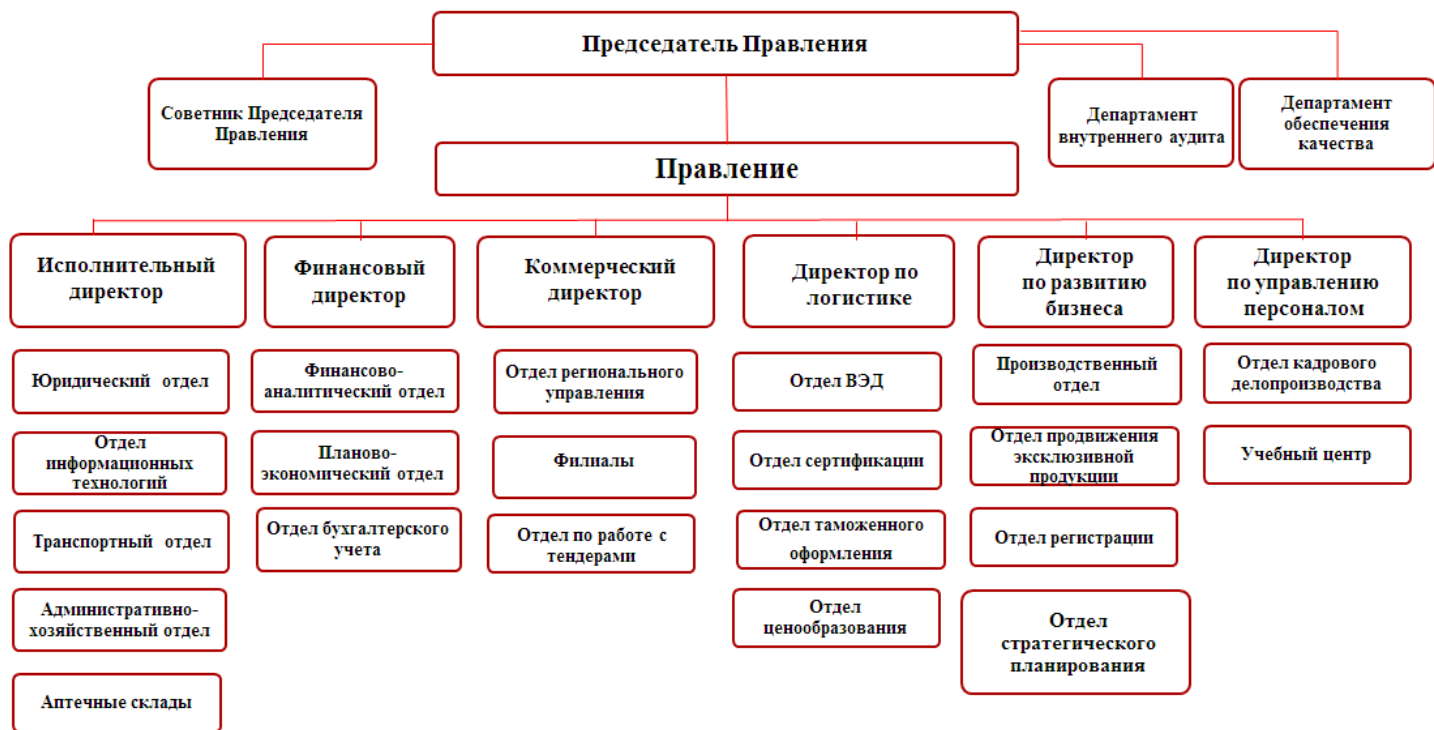 Председатель Правления
Советник Председателя
Правления
Департамент
внутреннего аудита
Департамент
обеспечения
качества
Правление
Исполнительный
директор
Финансовый
директор
Коммерческий
директор
Директор по
логистике
Директор
по развитию
бизнеса
Директор
по управлению
персоналом
Юридический отдел
Финансово-
аналитический отдел
Отдел регионального
управления
Отдел ВЭД
Производственный
отдел
Отдел кадрового
делопроизводства
Отдел
информационных
технологий
Планово-
экономический отдел
Филиалы
Отдел сертификации
Отдел продвижения
эксклюзивной
продукции
Учебный центр
Транспортный отдел
Отдел бухгалтерского
учета
Отдел по работе с
тендерами
Отдел таможенного
оформления
Отдел регистрации
Административно-
хозяйственный отдел
Отдел
ценообразования
Отдел
стратегического
планирования
Аптечные склады